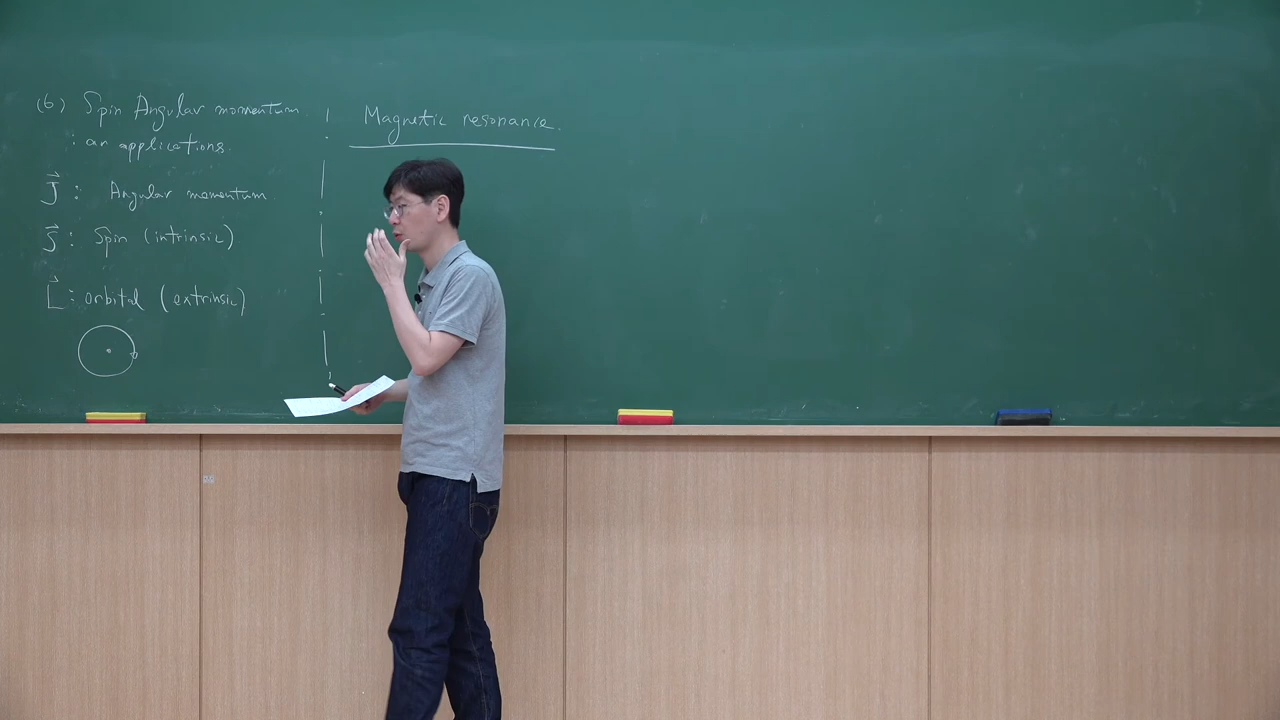 (6) Spin Angular momentum
: an applications.
J⃗ : Angular momentum
S⃗ : Spin (intrinsic)
L⃗ : orbital (extrinsic)
Magnetic resonance.